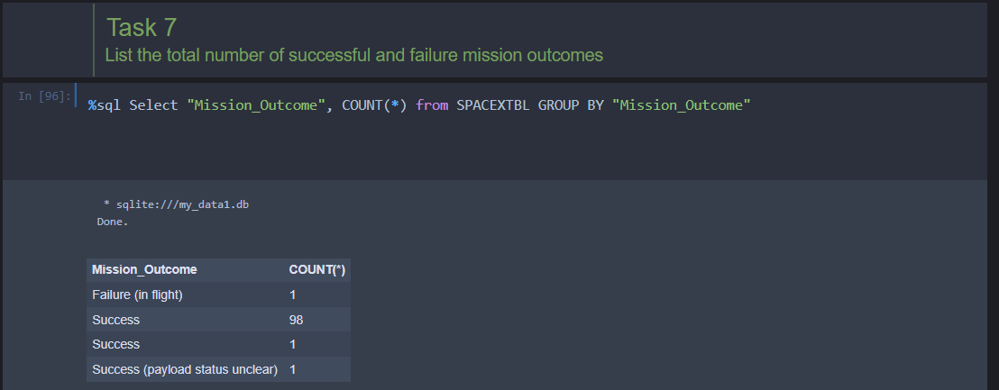 Task 7
List the total number of successful and failure mission outcomes
In [96]:
%sql Select "Mission_Outcome", COUNT(*) from SPACEXTBL GROUP BY "Mission_Outcome"
* sqlite:///my_data1.db
Done.
Mission_Outcome COUNT(*)
Failure (in flight) 1
Success 98
Success 1
Success (payload status unclear) 1